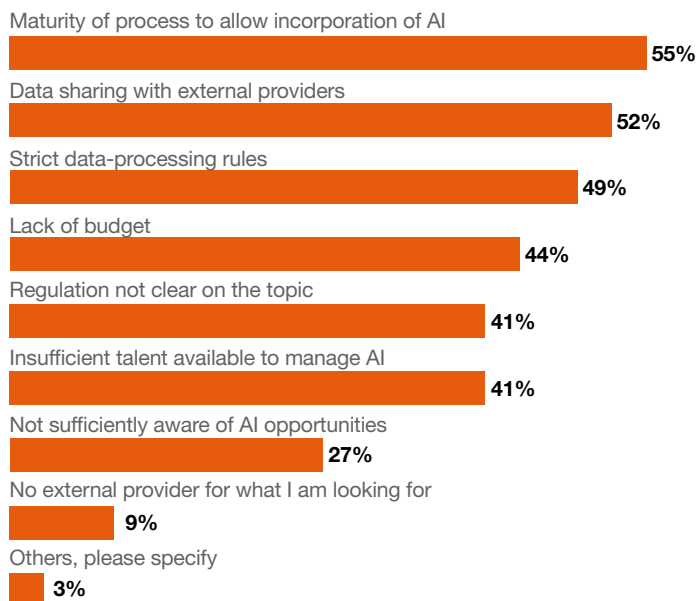 Maturity of process to allow incorporation of AI
55%
Data sharing with external providers
52%
Strict data-processing rules
49%
Lack of budget
44%
Regulation not clear on the topic
41%
Insufficient talent available to manage AI
41%
Not sufficiently aware of AI opportunities
27%
No external provider for what I am looking for
9%
Others, please specify
3%